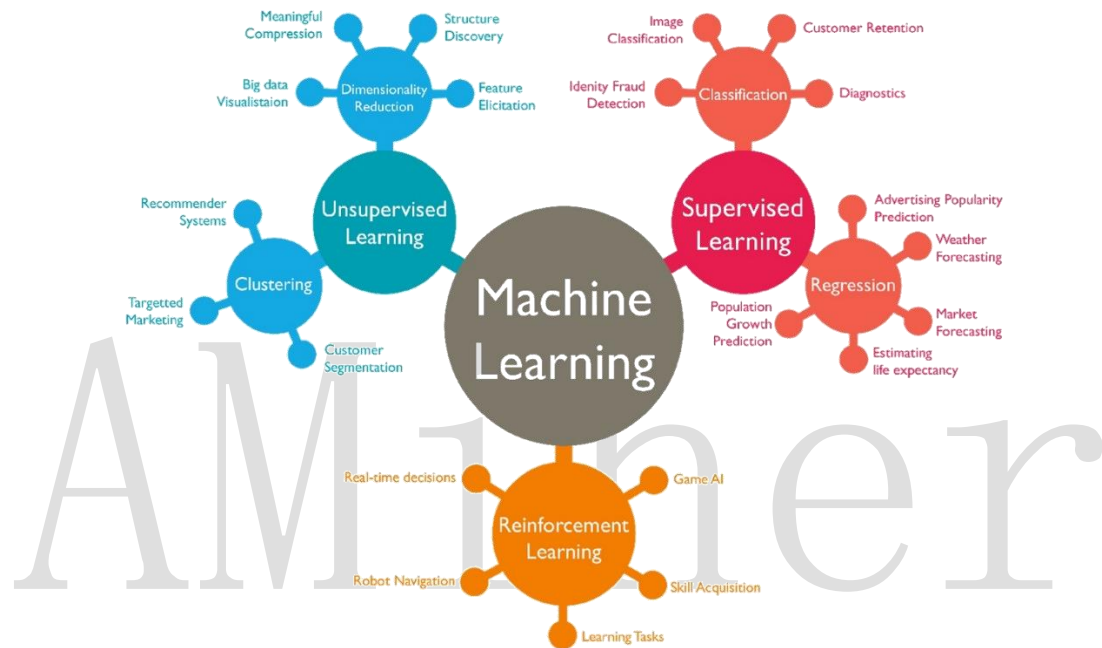 Meaningful
Compression
Structure
Discovery
Big data
Visualistaion
Dimensionality
Reduction
Feature
Elicitation
Unsupervised
Learning
Recommender
Systems
Clustering
Targetted
Marketing
Customer
Segmentation
Image
Classification
Customer Retention
Idenity Fraud
Detection
Classification
Diagnostics
Supervised
Learning
Advertising Popularity
Prediction
Weather
Forecasting
Regression
Population
Growth
Prediction
Market
Forecasting
Estimating
life expectancy
Machine
Learning
Real-time decisions
Game AI
Reinforcement
Learning
Robot Navigation
Skill Acquisition
Learning Tasks
AMiner